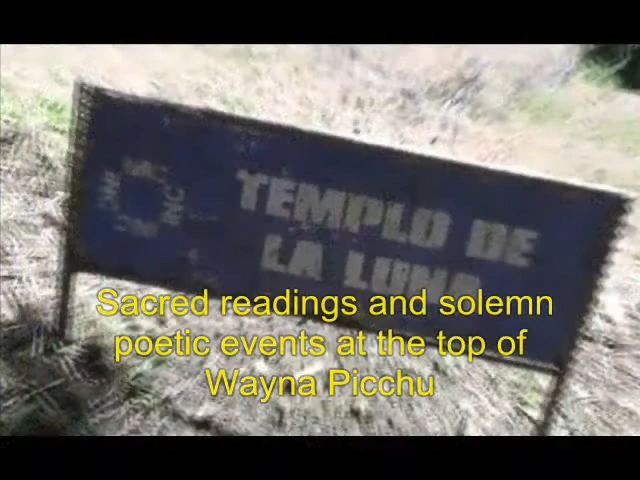 TEMPLO DE
LA LUNA
Sacred readings and solemn
poetic events at the top of
Wayna Picchu